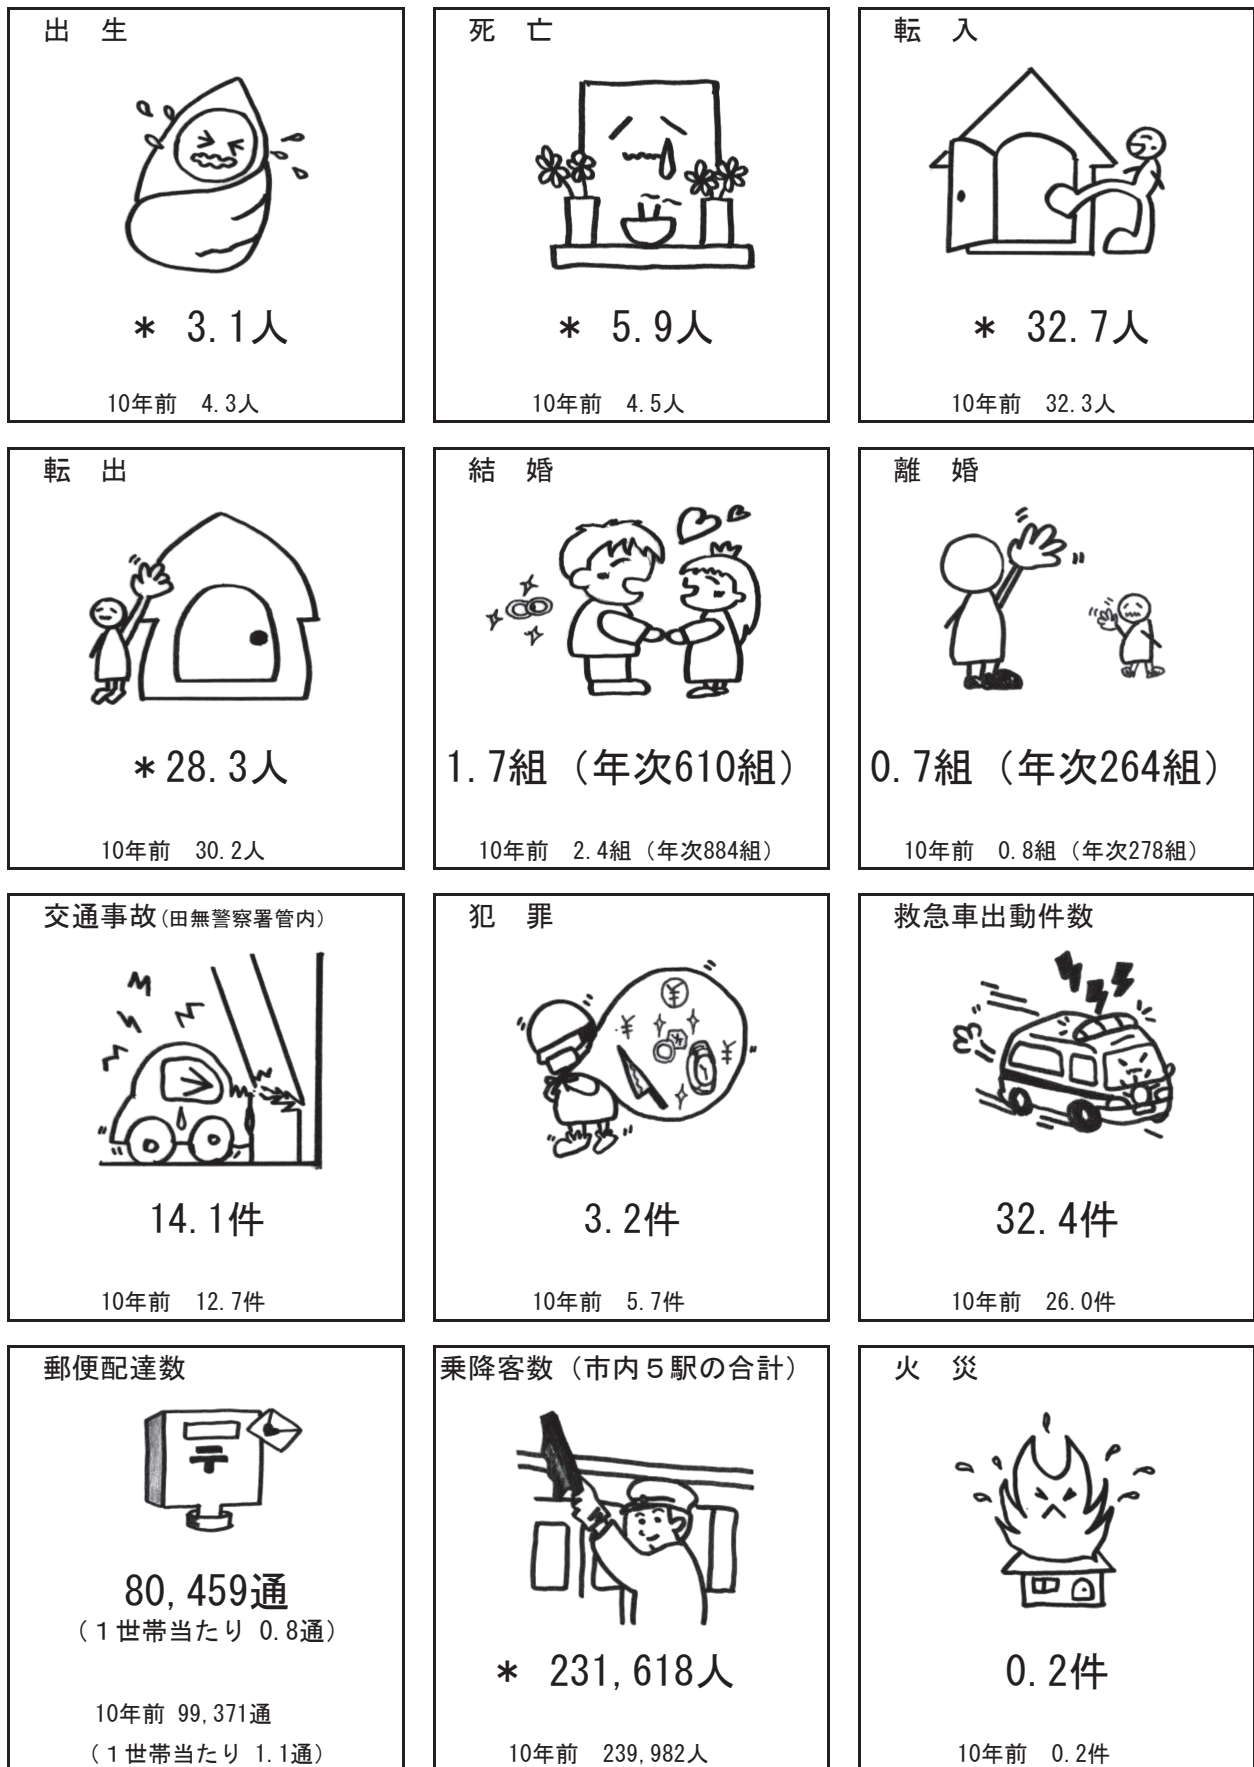 出　生
* 3.1人
10年前　4.3人
死　亡
* 5.9人
10年前　4.5人
転　入
* 32.7人
10年前　32.3人
転　出
*28.3人
10年前　30.2人
結　婚
1.7組（年次610組）
10年前　2.4組（年次884組）
離　婚
0.7組（年次264組）
10年前　0.8組（年次278組）
交通事故(田無警察署管内)
14.1件
10年前　12.7件
犯　罪
¥
¥
¥
¥
3.2件
10年前　5.7件
救急車出動件数
32.4件
10年前　26.0件
郵便配達数
〒
80,459通
（１世帯当たり 0.8通）
10年前 99,371通
（１世帯当たり 1.1通）
乗降客数（市内５駅の合計）
* 231,618人
10年前　239,982人
火　災
0.2件
10年前　0.2件